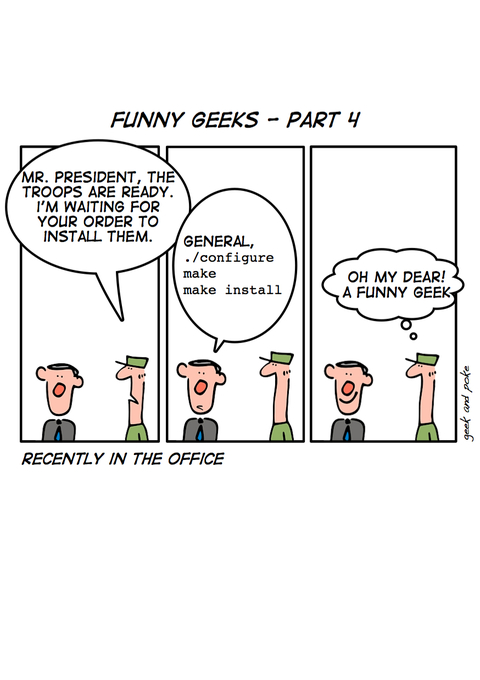 FUNNY GEEKS - PART 4
MR. PRESIDENT, THE
TROOPS ARE READY.
I'M WAITING FOR
YOUR ORDER TO
INSTALL THEM.
GENERAL,
./configure
make
make install
OH MY DEAR!
A FUNNY GEEK
geek and poke
RECENTLY IN THE OFFICE